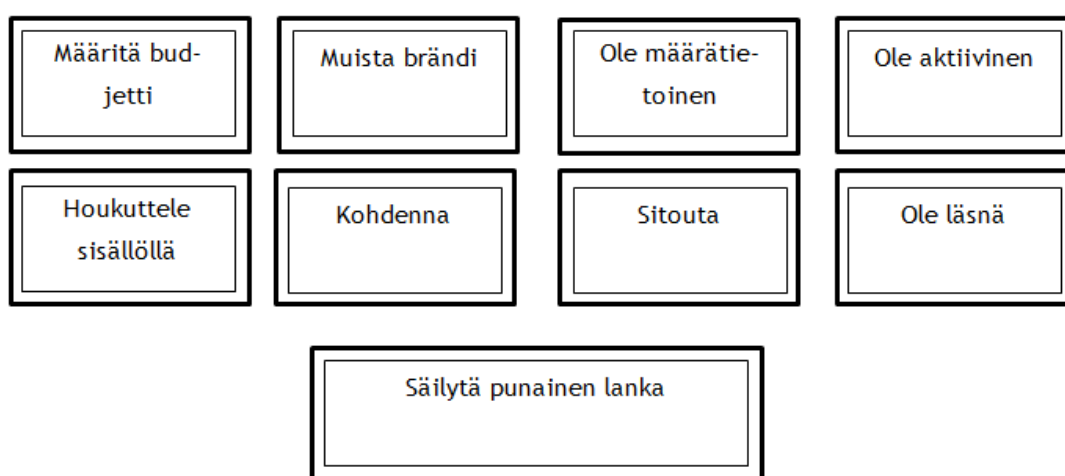 Määritä bud-
jetti
Muista brändi
Ole määrätie-
toinen
Ole aktiivinen
Houkuttele
sisällöllä
Kohdenna
Sitouta
Ole läsnä
Säilytä punainen lanka